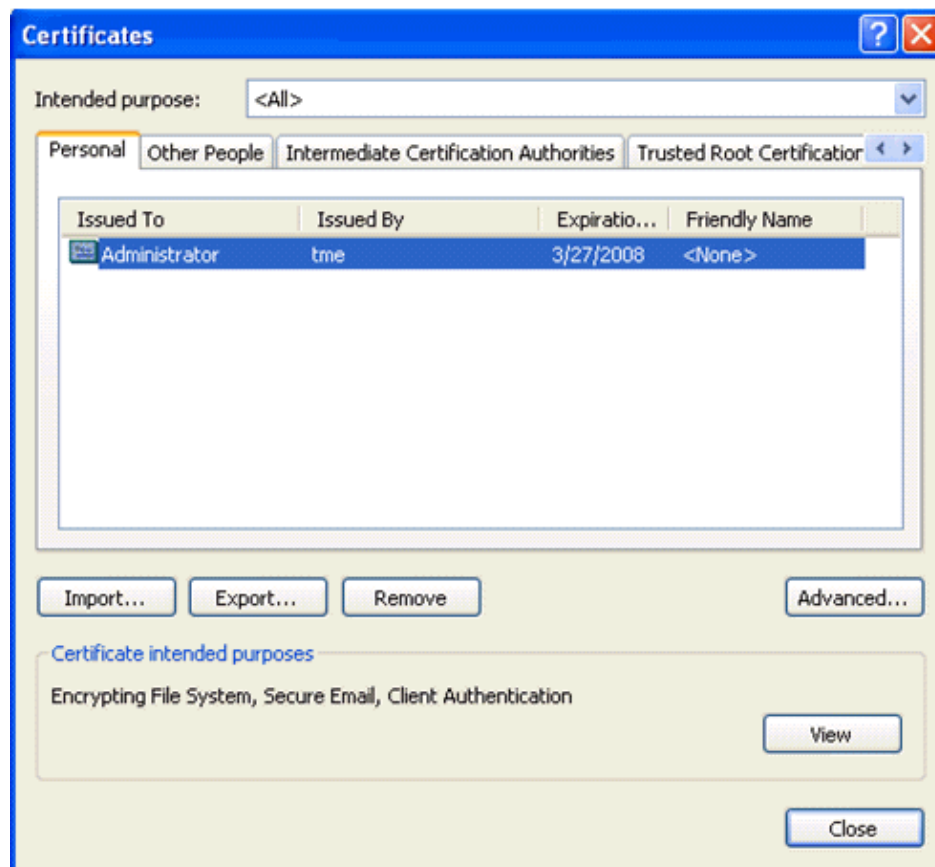 Certificates
Intended purpose: <All>
Personal Other People Intermediate Certification Authorities Trusted Root Certification
Issued To Issued By Expiratio... Friendly Name
Administrator tme 3/27/2008 <None>
Import... Export... Remove Advanced...
Certificate intended purposes
Encrypting File System, Secure Email, Client Authentication
View
Close